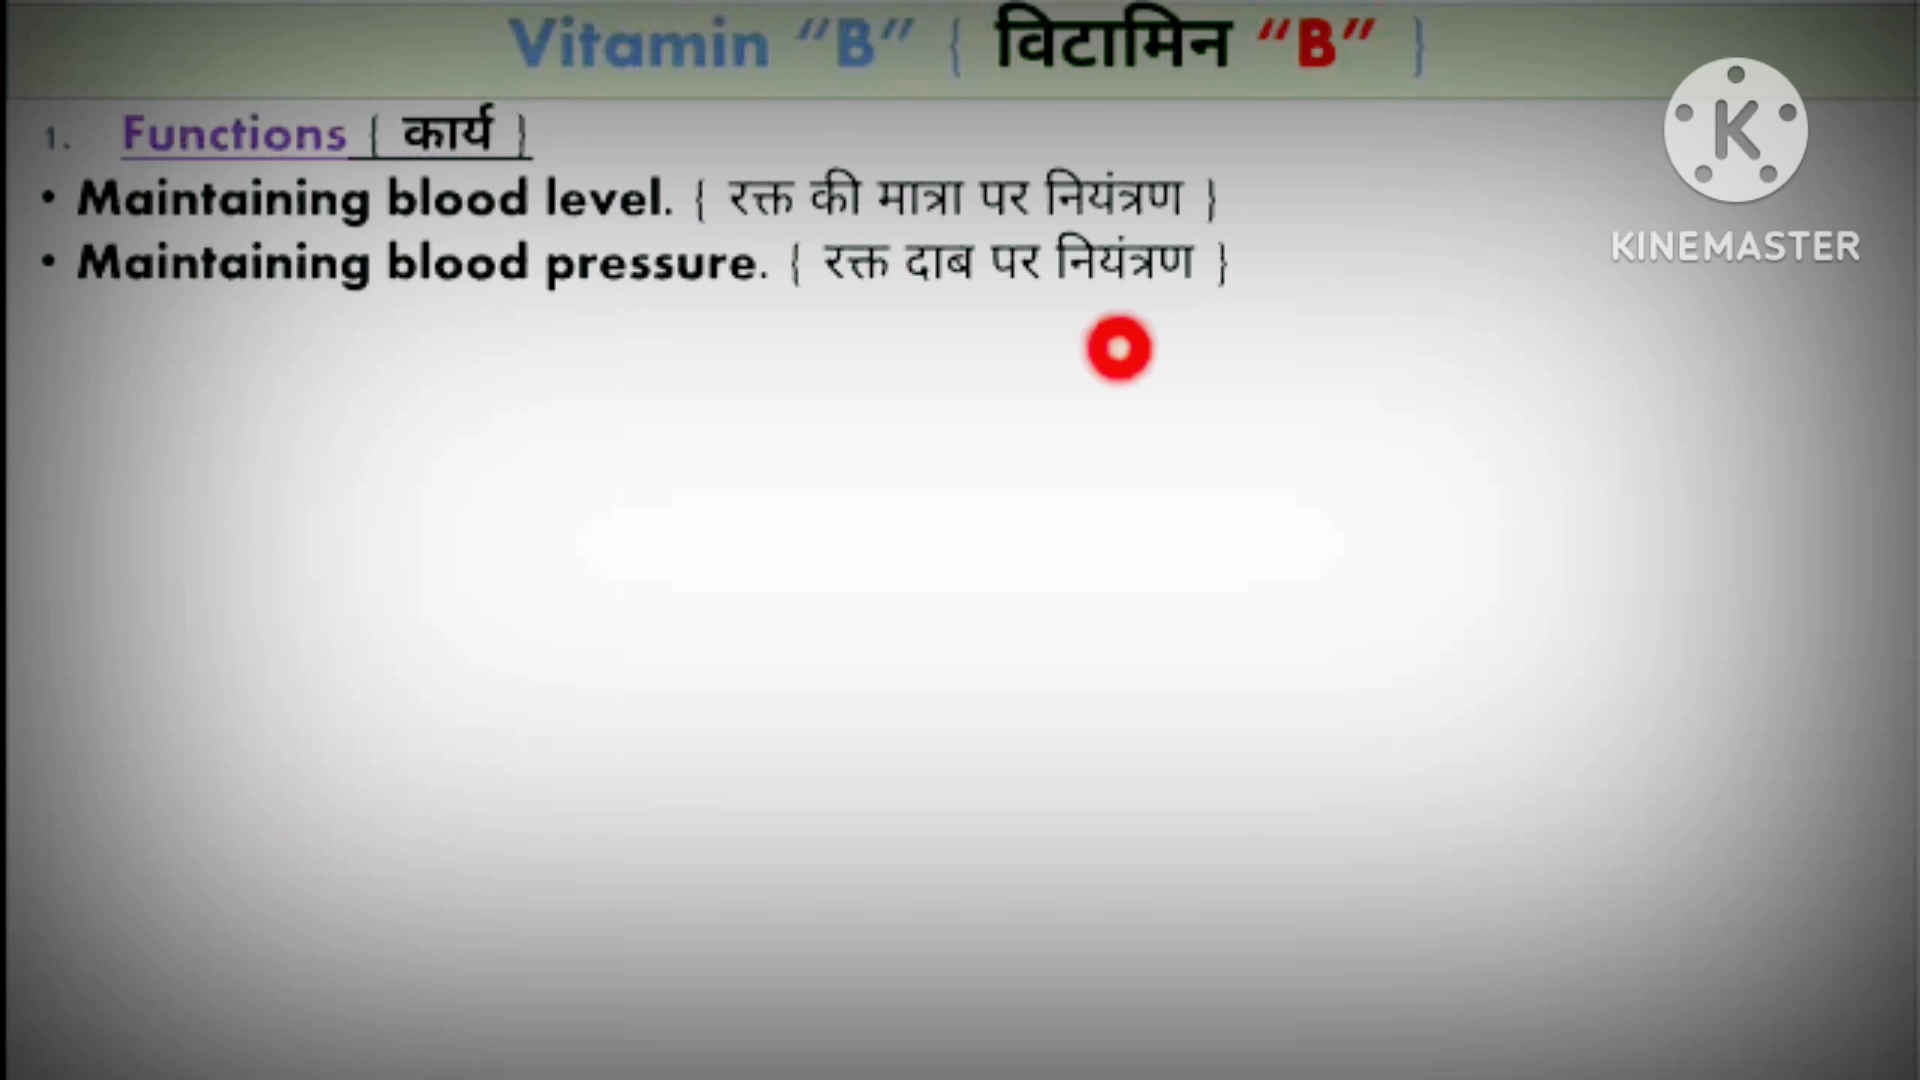 Vitamin “B” { विटामिन “B” }
1. Functions { कार्य }
• Maintaining blood level. { रक्त की मात्रा पर नियंत्रण }
• Maintaining blood pressure. { रक्त दाब पर नियंत्रण }
K
KINEMASTER